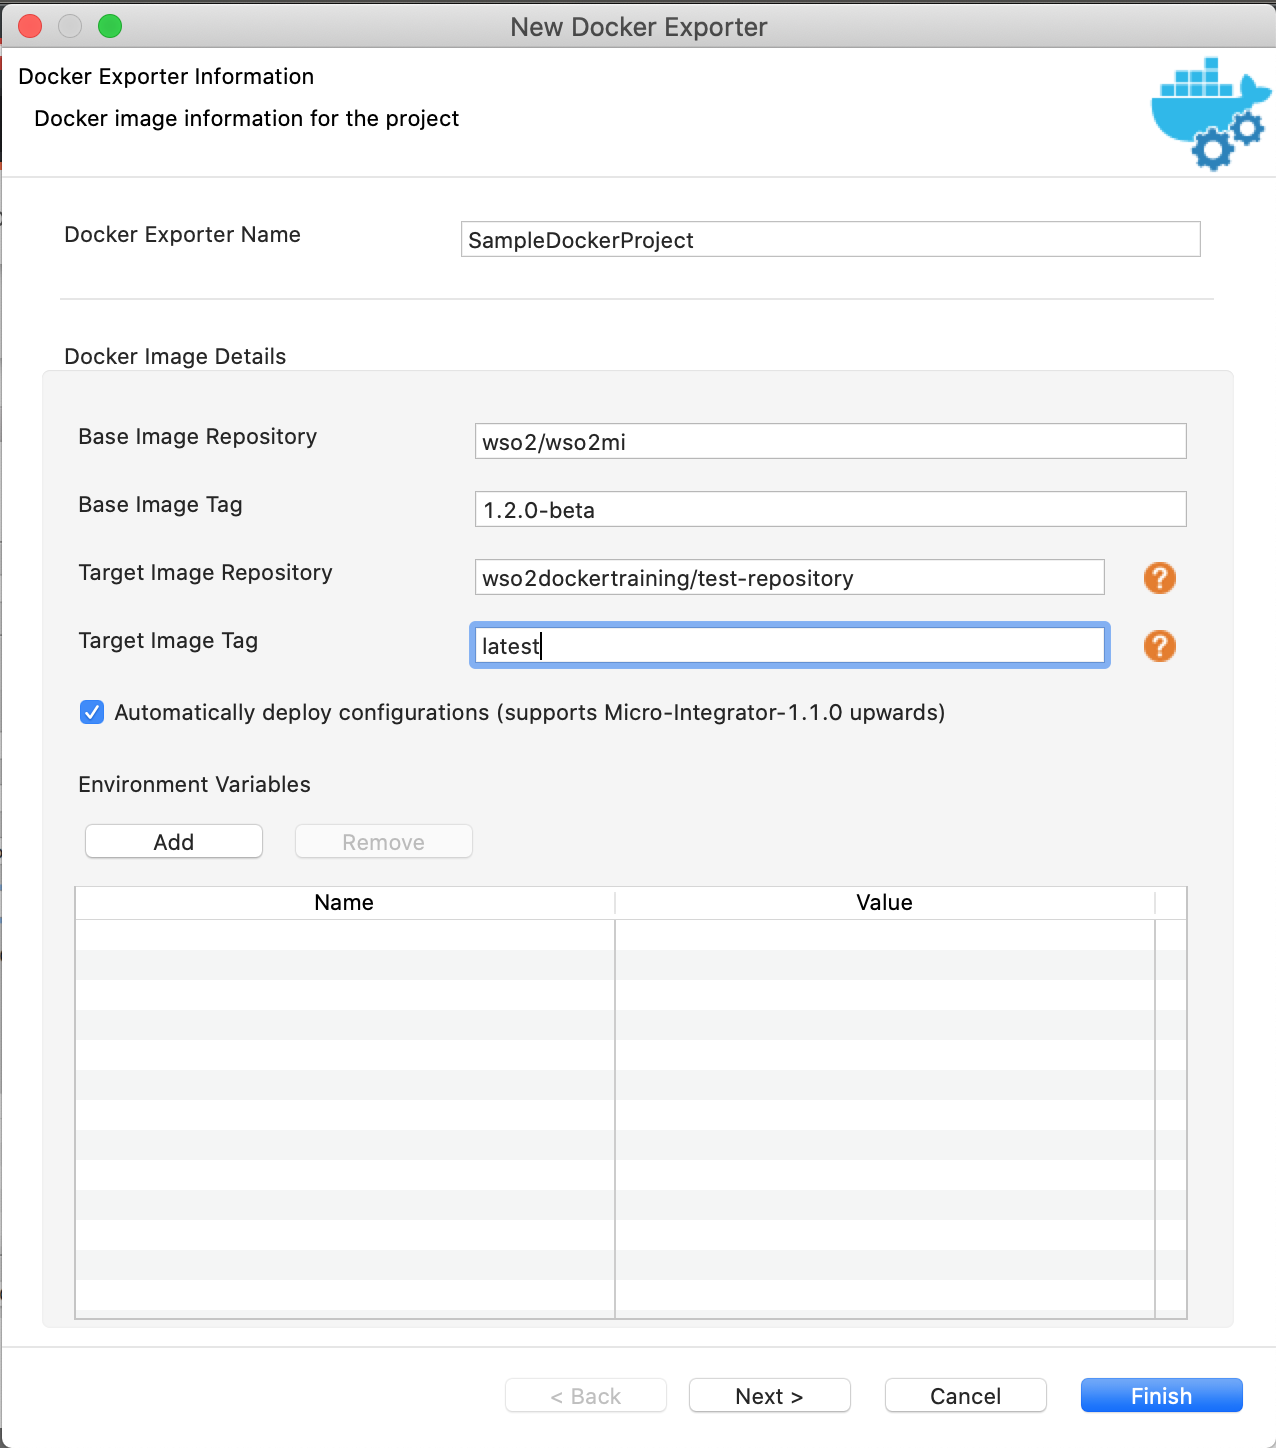 New Docker Exporter
Docker Exporter Information
Docker image information for the project
Docker Exporter Name SampleDockerProject
Docker Image Details
Base Image Repository wso2/wso2mi
Base Image Tag 1.2.0-beta
Target Image Repository wso2dockertraining/test-repository ?
Target Image Tag latest ?
Automatically deploy configurations (supports Micro-Integrator-1.1.0 upwards)
Environment Variables
Add Remove
Name Value
< Back Next > Cancel Finish